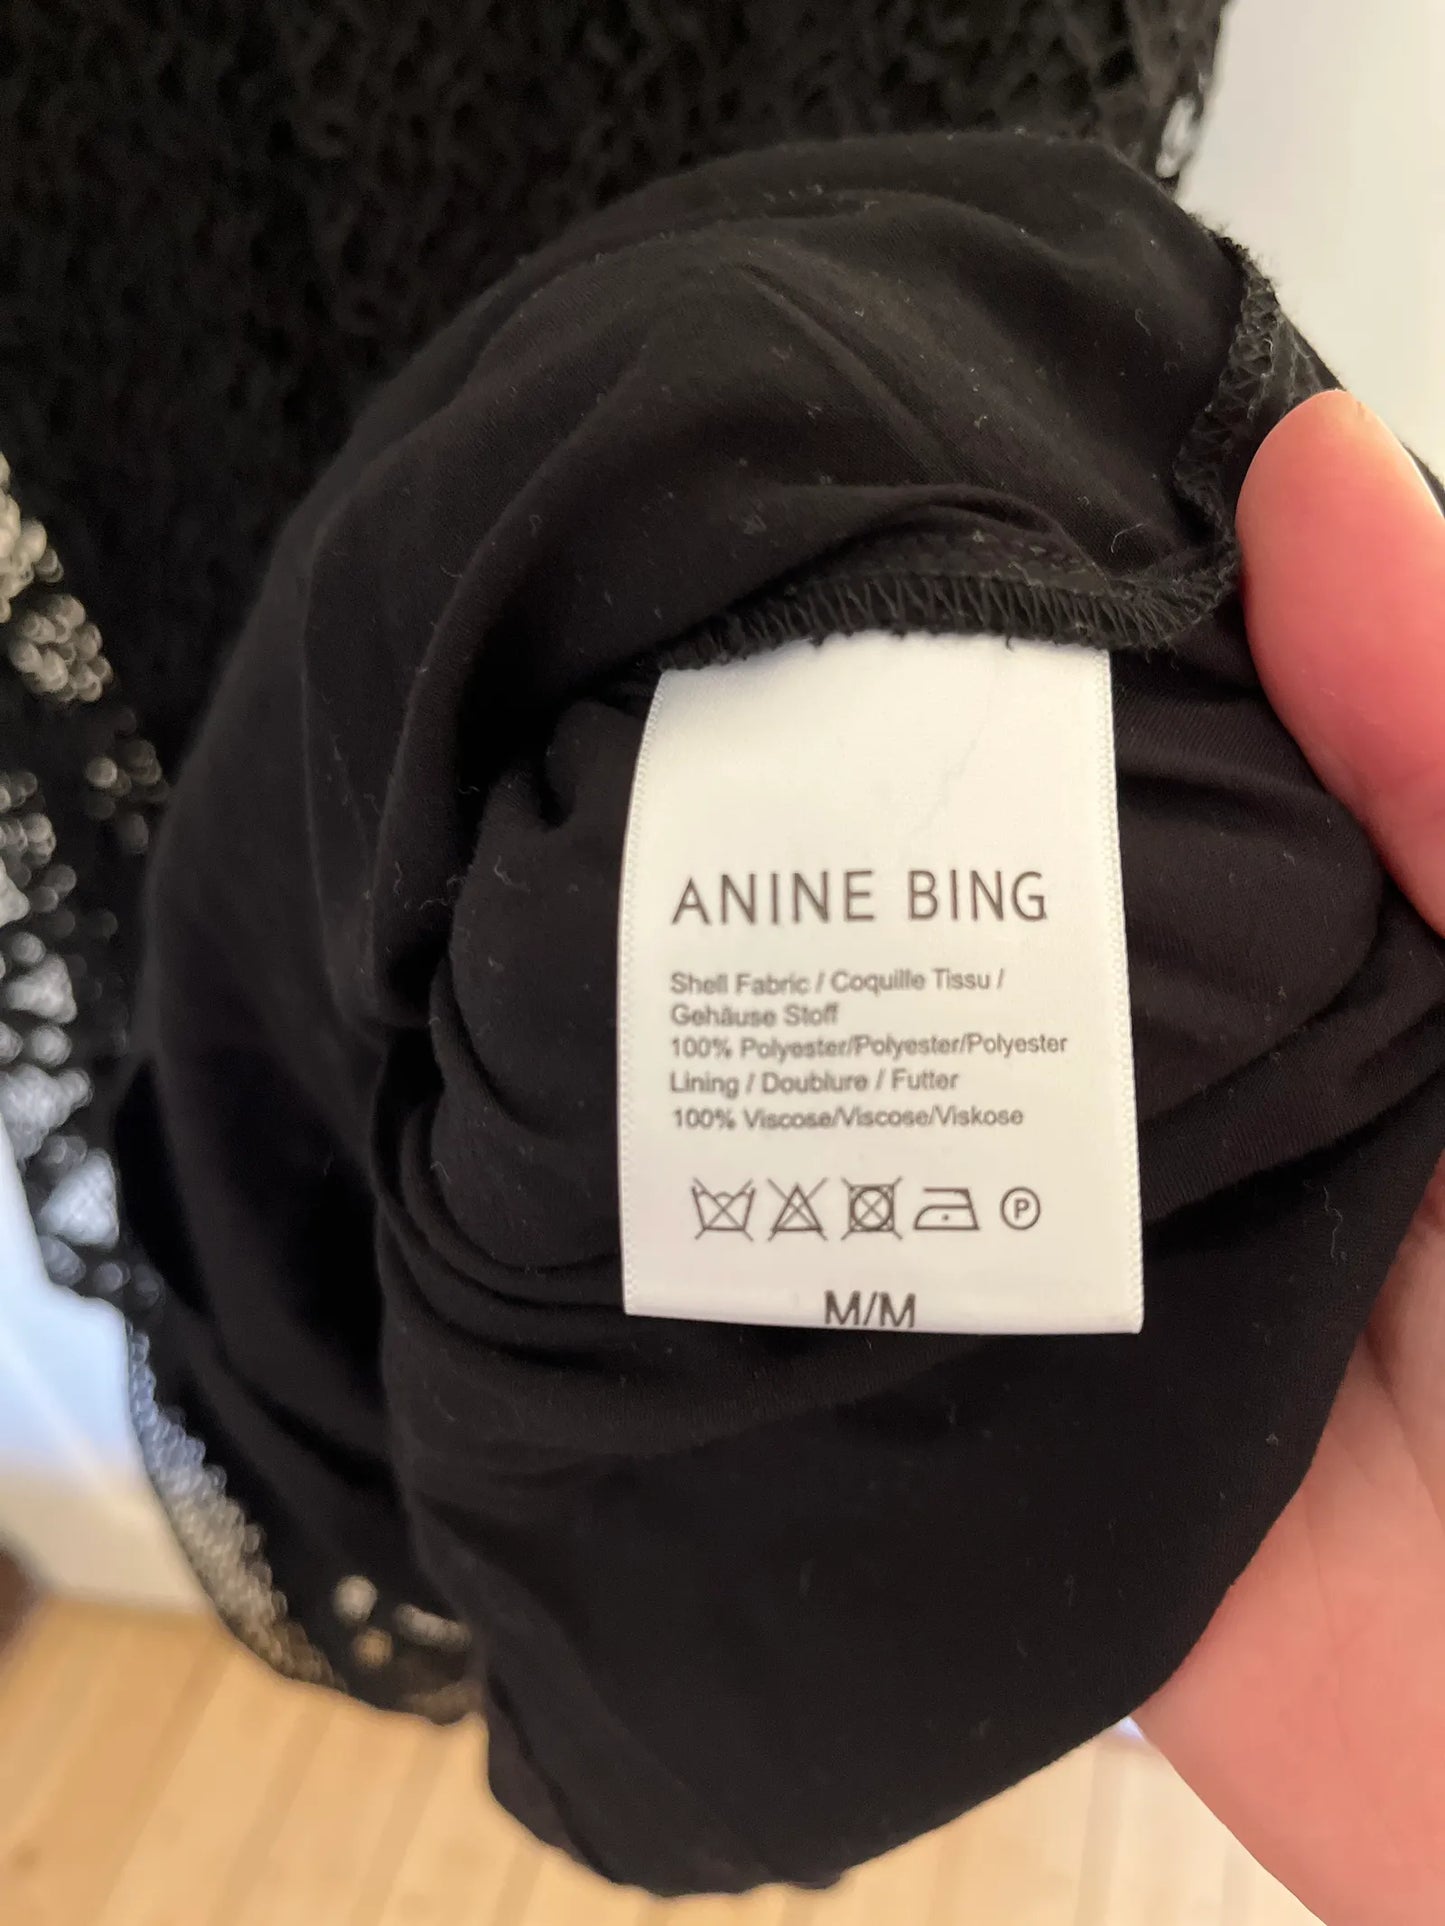 ANINE BING
Shell Fabric / Coquille Tissu /
Gehäuse Stoff
100% Polyester/Polyester/Polyester
Lining / Doublure / Futter
100% Viscose/Viscose/Viskose
P
M/M